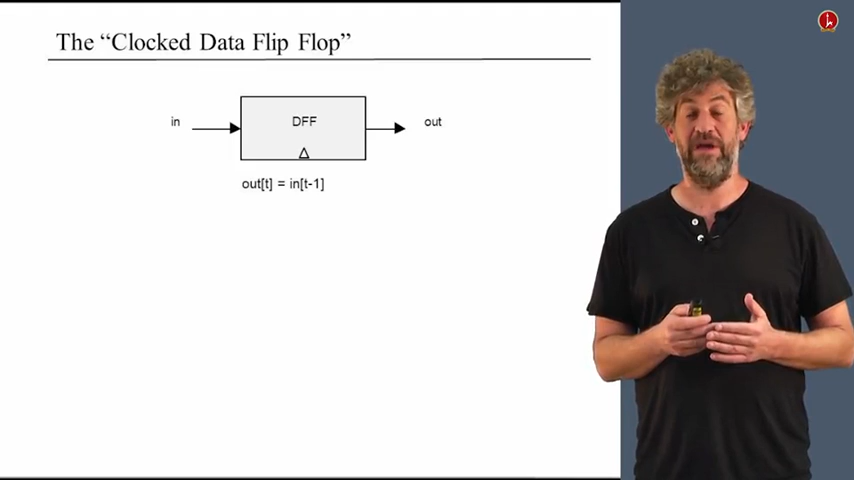 The “Clocked Data Flip Flop”
in
DFF
out
out[t] = in[t-1]